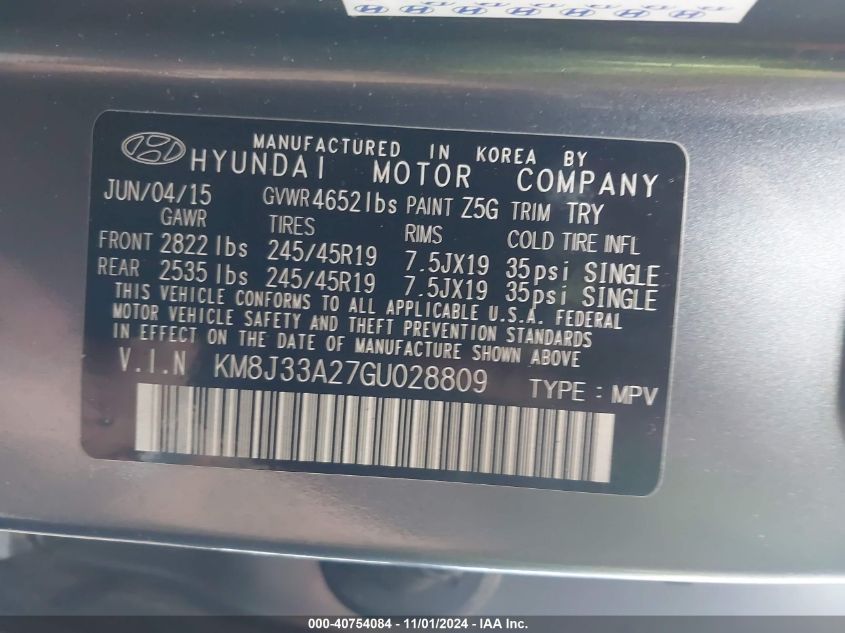 MANUFACTURED IN KOREA BY
HYUNDAI MOTOR COMPANY
JUN/04/15 GVWR 4652lbs PAINT Z5G TRIM TRY
GAWR TIRES RIMS COLD TIRE INFL
FRONT 2822 lbs 245/45R19 7.5JX19 35psi SINGLE
REAR 2535 lbs 245/45R19 7.5JX19 35psi SINGLE
THIS VEHICLE CONFORMS TO ALL APPLICABLE U.S.A. FEDERAL
MOTOR VEHICLE SAFETY AND THEFT PREVENTION STANDARDS
IN EFFECT ON THE DATE OF MANUFACTURE SHOWN ABOVE
V.I.N KM8J33A27GU028809 TYPE : MPV
000-40754084 - 11/01/2024 - IAA Inc.